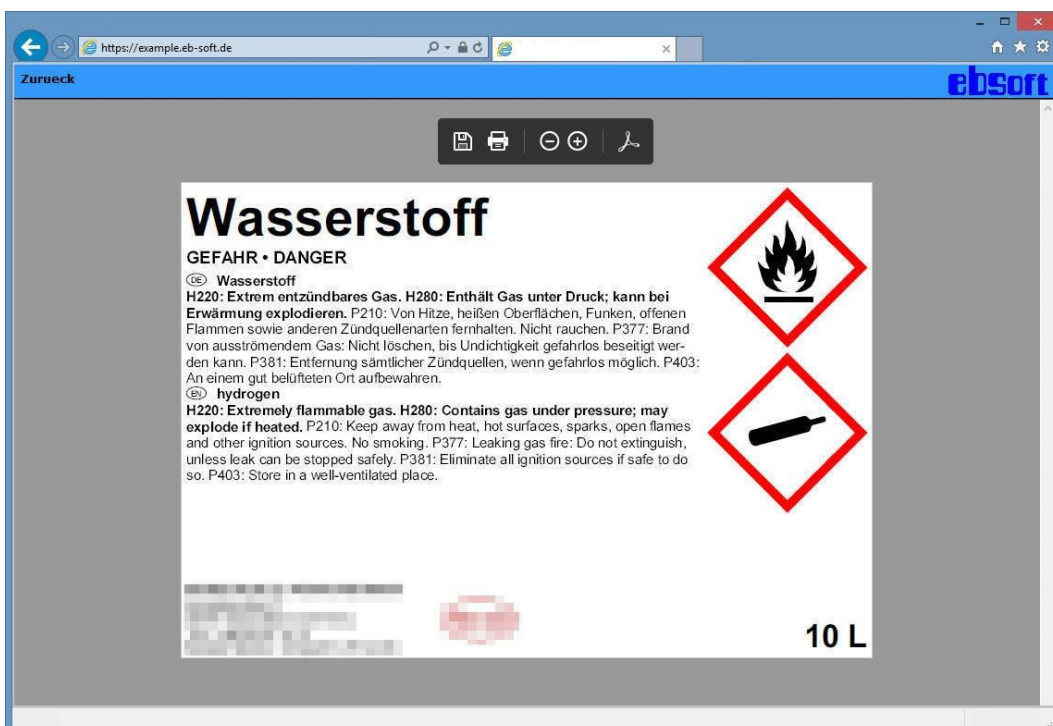 https://example.eb-soft.de
Zurueck
ebsoft
Wasserstoff
GEFAHR • DANGER
DE Wasserstoff
H220: Extrem entzündbares Gas. H280: Enthält Gas unter Druck; kann bei
Erwärmung explodieren. P210: Von Hitze, heißen Oberflächen, Funken, offenen
Flammen sowie anderen Zündquellenarten fernhalten. Nicht rauchen. P377: Brand
von ausströmendem Gas: Nicht löschen, bis Undichtigkeit gefahrlos beseitigt wer-
den kann. P381: Entfernung sämtlicher Zündquellen, wenn gefahrlos möglich. P403:
An einem gut belüfteten Ort aufbewahren.
EN hydrogen
H220: Extremely flammable gas. H280: Contains gas under pressure; may
explode if heated. P210: Keep away from heat, hot surfaces, sparks, open flames
and other ignition sources. No smoking. P377: Leaking gas fire: Do not extinguish,
unless leak can be stopped safely. P381: Eliminate all ignition sources if safe to do
so. P403: Store in a well-ventilated place.
10 L